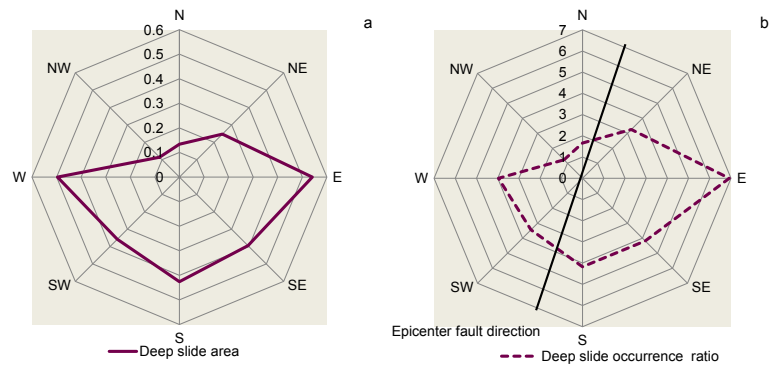 a
N
NE
E
SE
S
SW
W
NW
0.6
0.5
0.4
0.3
0.2
0.1
0
Deep slide area
b
N
NE
E
SE
S
SW
W
NW
7
6
5
4
3
2
1
0
Epicenter fault direction
Deep slide occurrence ratio